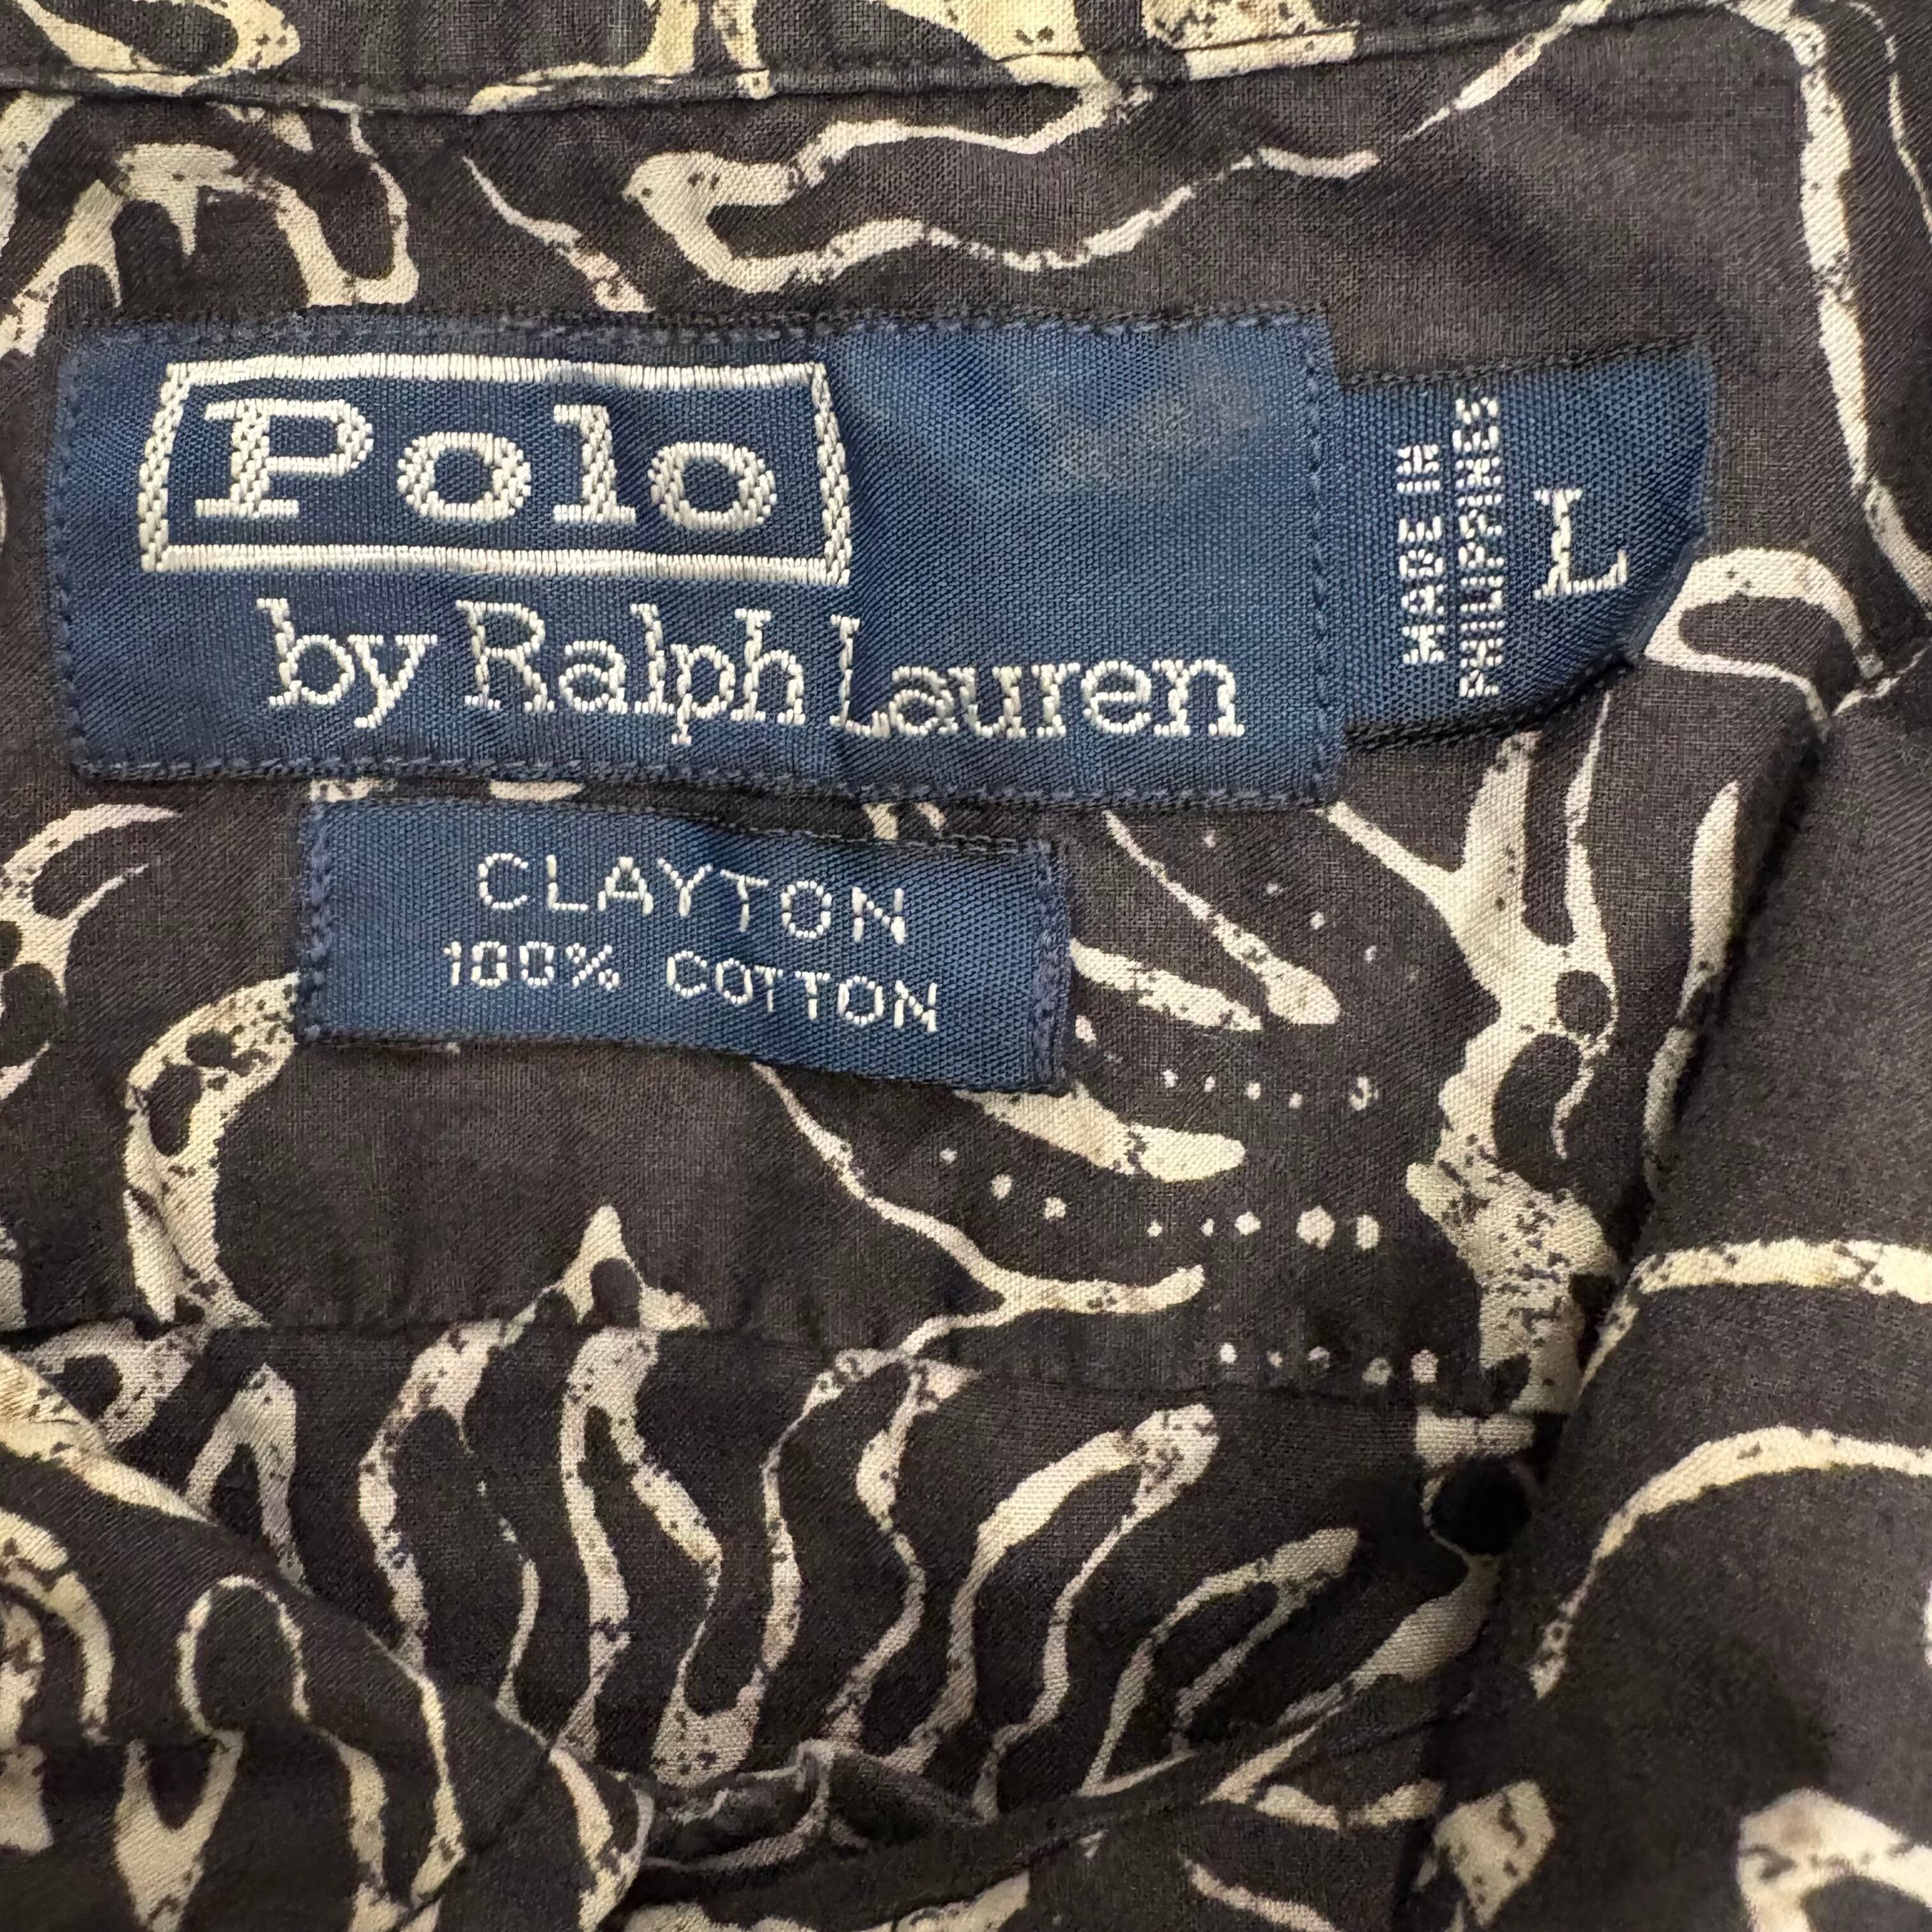 Polo
by Ralph Lauren
MADE IN
PHILIPPINES
L
CLAYTON
100% COTTON